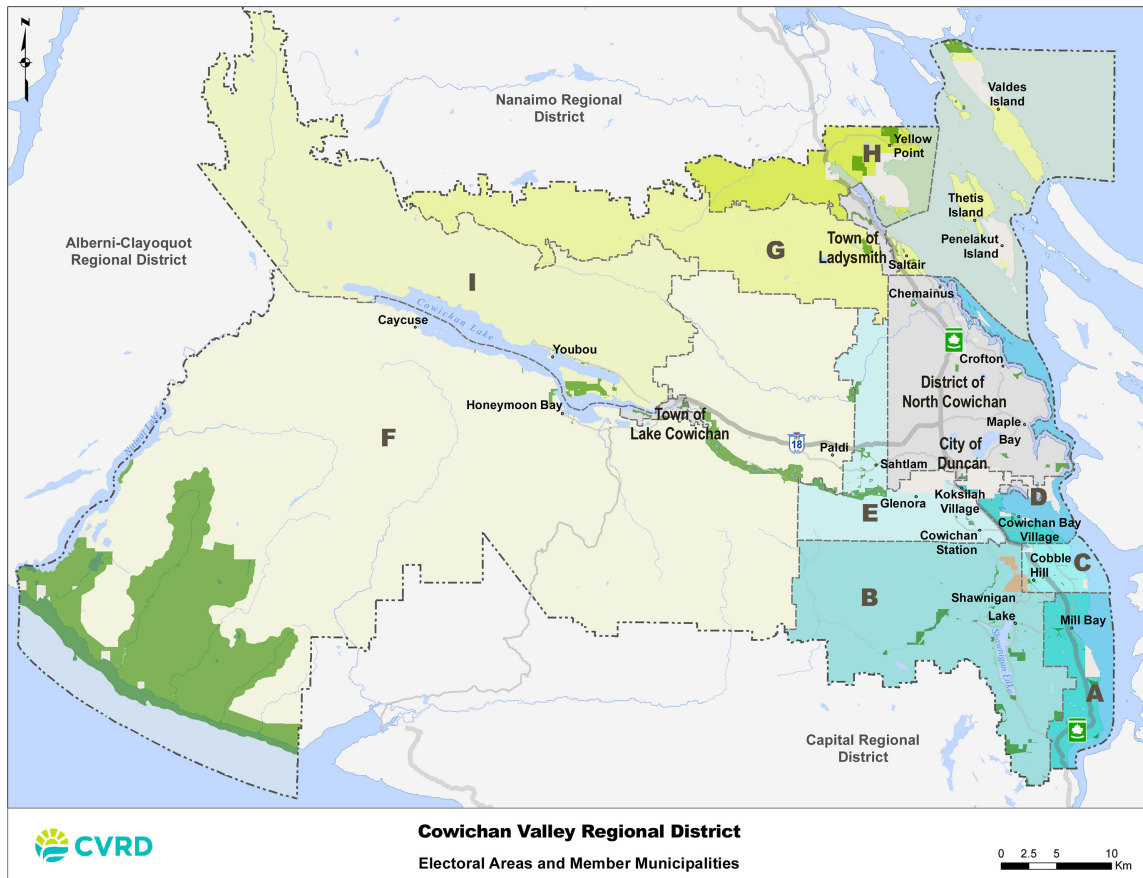 N
Nanaimo Regional
District
Valdes
Island
Yellow
Point
H
Thetis
Island
Penelakut
Island
Alberni-Clayoquot
Regional District
G
Town of
Ladysmith
Saltair
I
Chemainus
Cowichan Lake
Caycuse
Youbou
Crofton
District of
North Cowichan
Honeymoon Bay
Town of
Lake Cowichan
Maple
Bay
F
18
Paldi
City of
Duncan
Sahtlam
Glenora
Koksilah
Village
D
E
Cowichan Bay
Village
Cowichan
Station
Cobble
Hill
C
B
Shawnigan
Lake
Mill Bay
Shawnigan Lake
A
Capital Regional
District
CVRD
Cowichan Valley Regional District
Electoral Areas and Member Municipalities
0 2.5 5 10
Km